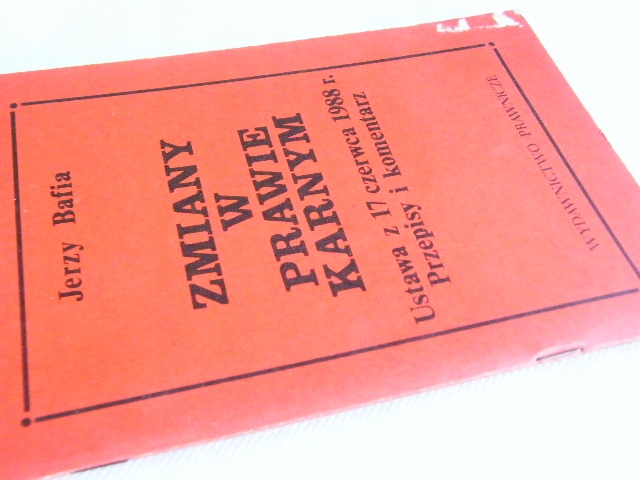 Jerzy Bafia
ZMIANY
W
PRAWIE
KARNYM
Ustawa z 17 czerwca 1988 r.
Przepisy i komentarz
WYDAWNICTWO PRAWNICZE